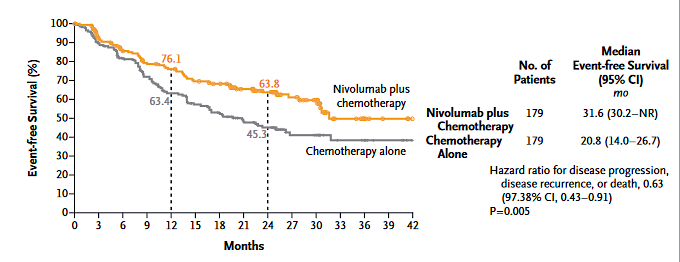 Event-free Survival (%)
100
90
80
70
60
50
40
30
20
10
0
76.1
63.4
63.8
45.3
Nivolumab plus
chemotherapy
Chemotherapy alone
0 3 6 9 12 15 18 21 24 27 30 33 36 39 42
Months
No. of
Patients
Median
Event-free Survival
(95% CI)
mo
Nivolumab plus
Chemotherapy
179 31.6 (30.2–NR)
Chemotherapy
Alone
179 20.8 (14.0–26.7)
Hazard ratio for disease progression,
disease recurrence, or death, 0.63
(97.38% CI, 0.43–0.91)
P=0.005